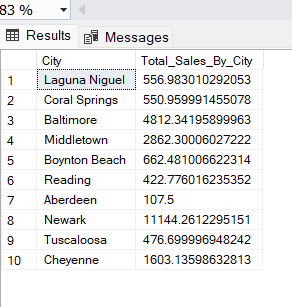 83 %
Results Messages
City Total_Sales_By_City
1 Laguna Niguel 556.983010292053
2 Coral Springs 550.959991455078
3 Baltimore 4812.34195899963
4 Middletown 2862.30006027222
5 Boynton Beach 662.481006622314
6 Reading 422.776016235352
7 Aberdeen 107.5
8 Newark 11144.2612295151
9 Tuscaloosa 476.699996948242
10 Cheyenne 1603.13598632813